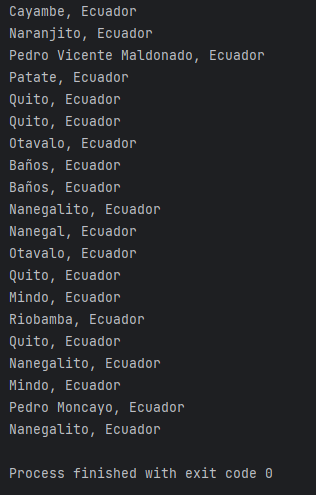 Cayambe, Ecuador
Naranjito, Ecuador
Pedro Vicente Maldonado, Ecuador
Patate, Ecuador
Quito, Ecuador
Quito, Ecuador
Otavalo, Ecuador
Baños, Ecuador
Baños, Ecuador
Nanegalito, Ecuador
Nanegal, Ecuador
Otavalo, Ecuador
Quito, Ecuador
Mindo, Ecuador
Riobamba, Ecuador
Quito, Ecuador
Nanegalito, Ecuador
Mindo, Ecuador
Pedro Moncayo, Ecuador
Nanegalito, Ecuador
Process finished with exit code 0